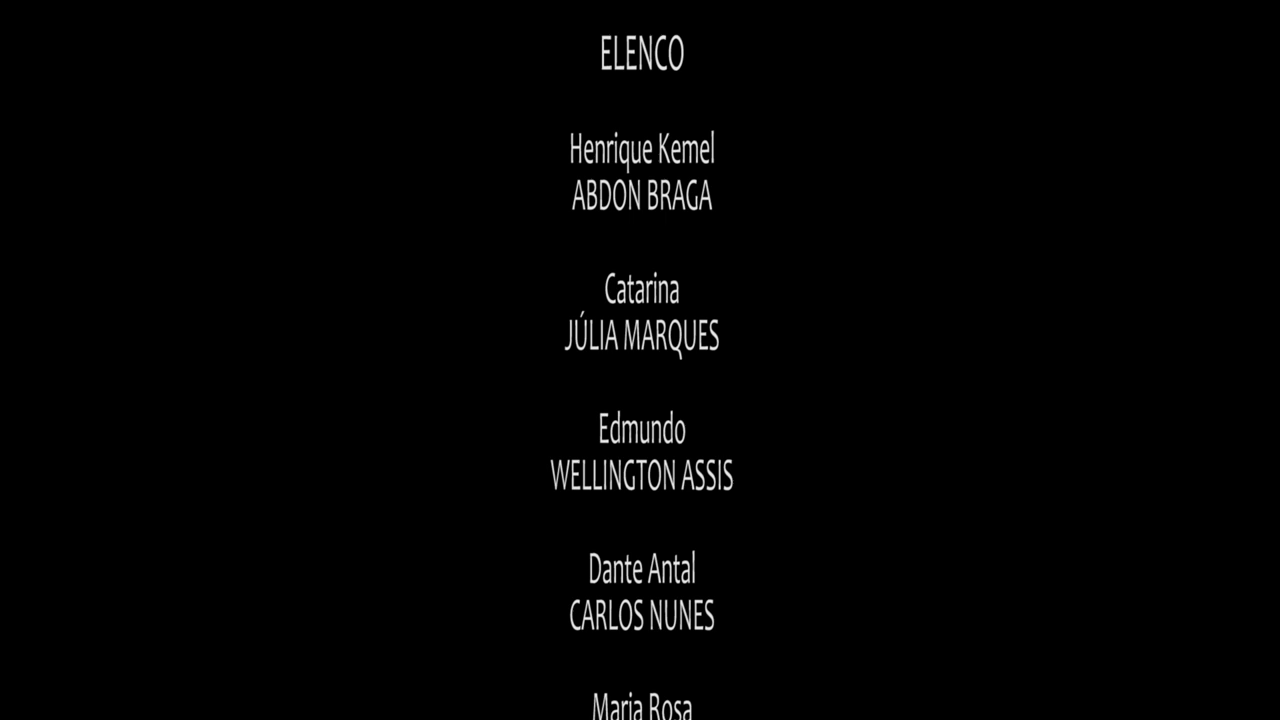 ELENCO
Henrique Kemel
ABDON BRAGA
Catarina
JÚLIA MARQUES
Edmundo
WELLINGTON ASSIS
Dante Antal
CARLOS NUNES
Maria Rosa